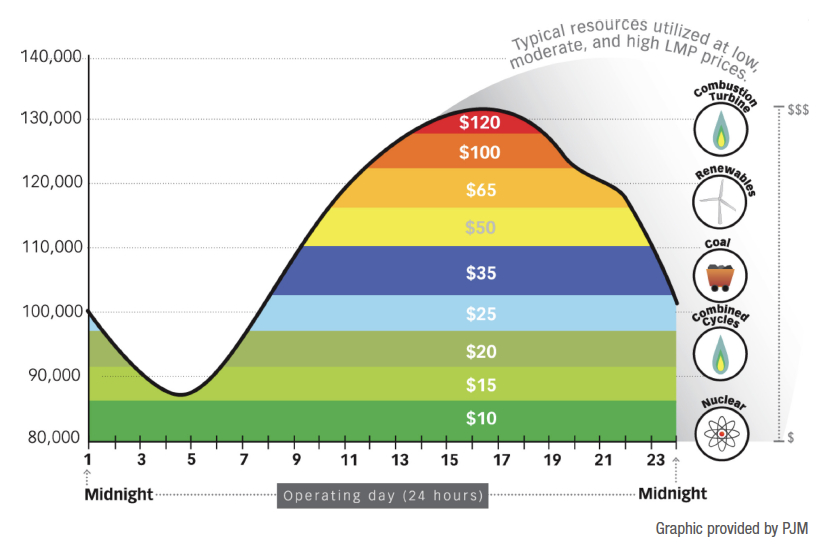 Typical resources utilized at low,
moderate, and high LMP prices.
140,000
130,000
120,000
110,000
100,000
90,000
80,000
$120
$100
$65
$50
$35
$25
$20
$15
$10
Combustion
Turbine
Renewables
Coal
Combined
Cycles
Nuclear
$$$
$
1 3 5 7 9 11 13 15 17 19 21 23
Midnight Operating day (24 hours) Midnight
Graphic provided by PJM